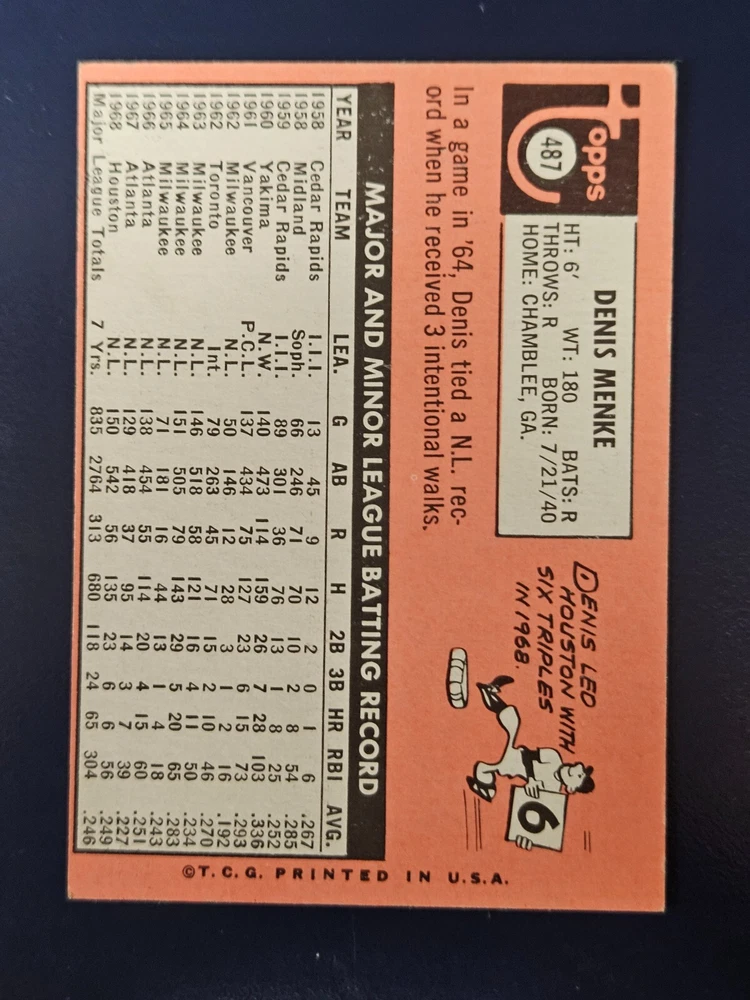 Topps
487
DENIS MENKE
HT: 6' WT: 180 BATS: R
THROWS: R BORN: 7/21/40
HOME: CHAMBLEE, GA.
DENIS LED
HOUSTON WITH
SIX TRIPLES
IN 1968.
6
In a game in '64, Denis tied a N.L. rec-
ord when he received 3 intentional walks.
MAJOR AND MINOR LEAGUE BATTING RECORD
YEAR TEAM LEA. G AB R H 2B 3B HR RBI AVG.
1958 Cedar Rapids I.I.I. 13 45 9 12 2 0 1 6 .267
1958 Midland Soph. 66 246 71 70 10 2 8 54 .285
1959 Cedar Rapids I.I.I. 89 301 36 76 13 1 8 25 .252
1960 Yakima N.W. 140 473 114 159 26 7 28 103 .336
1961 Vancouver P.C.L. 137 434 75 127 23 6 15 73 .293
1962 Milwaukee N.L. 50 146 12 28 3 1 2 16 .192
1962 Toronto Int. 79 263 45 71 15 2 10 46 .270
1963 Milwaukee N.L. 146 518 58 121 16 4 11 50 .234
1964 Milwaukee N.L. 151 505 79 143 29 5 20 65 .283
1965 Milwaukee N.L. 71 181 16 44 13 1 4 18 .243
1966 Atlanta N.L. 138 454 55 114 20 4 15 60 .251
1967 Atlanta N.L. 129 418 37 95 14 3 7 39 .227
1968 Houston N.L. 150 542 56 135 23 6 6 56 .249
Major League Totals 7 Yrs. 835 2764 313 680 118 24 65 304 .246
©T.C.G. PRINTED IN U.S.A.